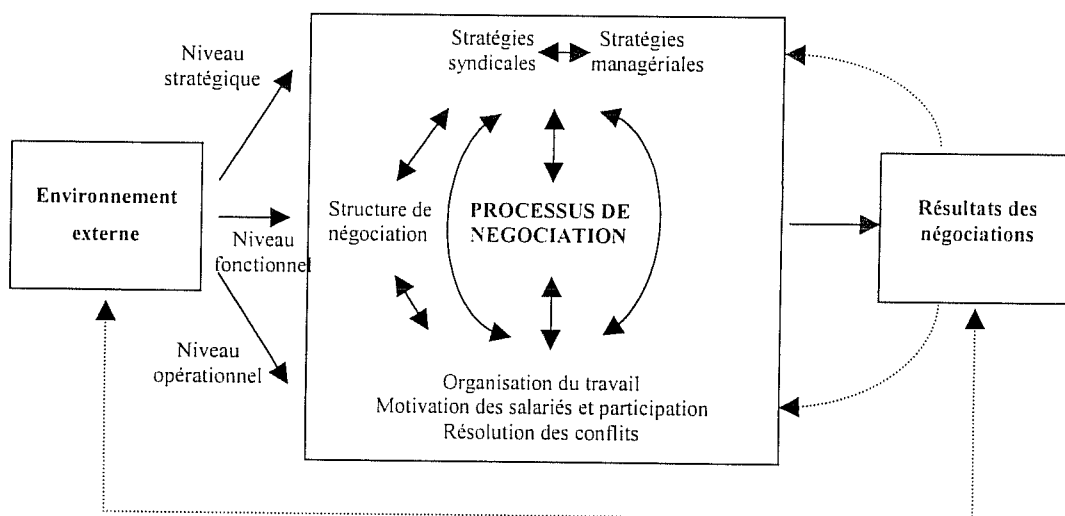 Niveau
stratégique
Stratégies
syndicales
Stratégies
managériales
Environnement
externe
Niveau
fonctionnel
Structure de
négociation
PROCESSUS DE
NEGOCIATION
Résultats des
négociations
Niveau
opérationnel
Organisation du travail
Motivation des salariés et participation
Résolution des conflits